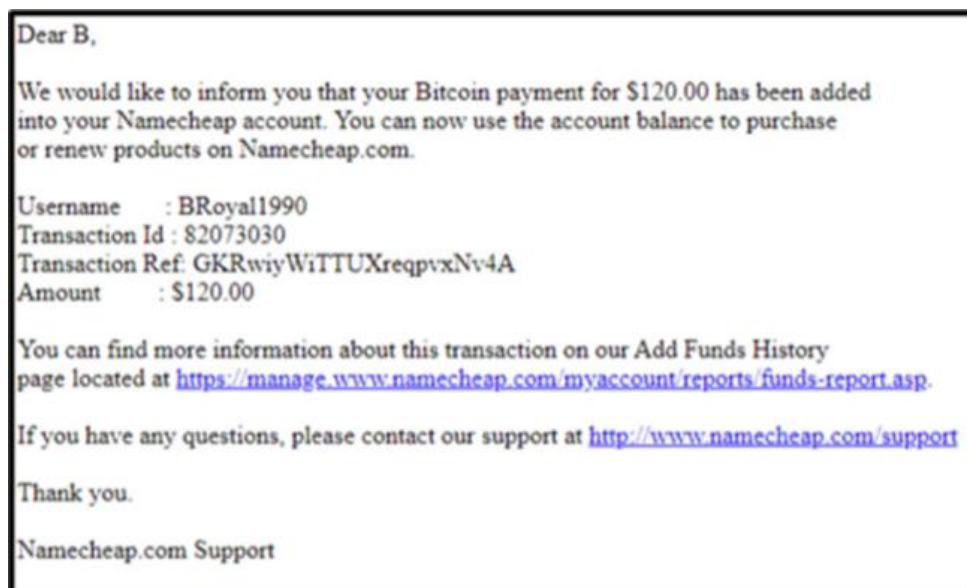 Dear B,
We would like to inform you that your Bitcoin payment for $120.00 has been added
into your Namecheap account. You can now use the account balance to purchase
or renew products on Namecheap.com.
Username : BRoyal1990
Transaction Id : 82073030
Transaction Ref: GKRwiyWiTTUXreqpvxNv4A
Amount : $120.00
You can find more information about this transaction on our Add Funds History
page located at https://manage.www.namecheap.com/myaccount/reports/funds-report.asp.
If you have any questions, please contact our support at http://www.namecheap.com/support
Thank you.
Namecheap.com Support